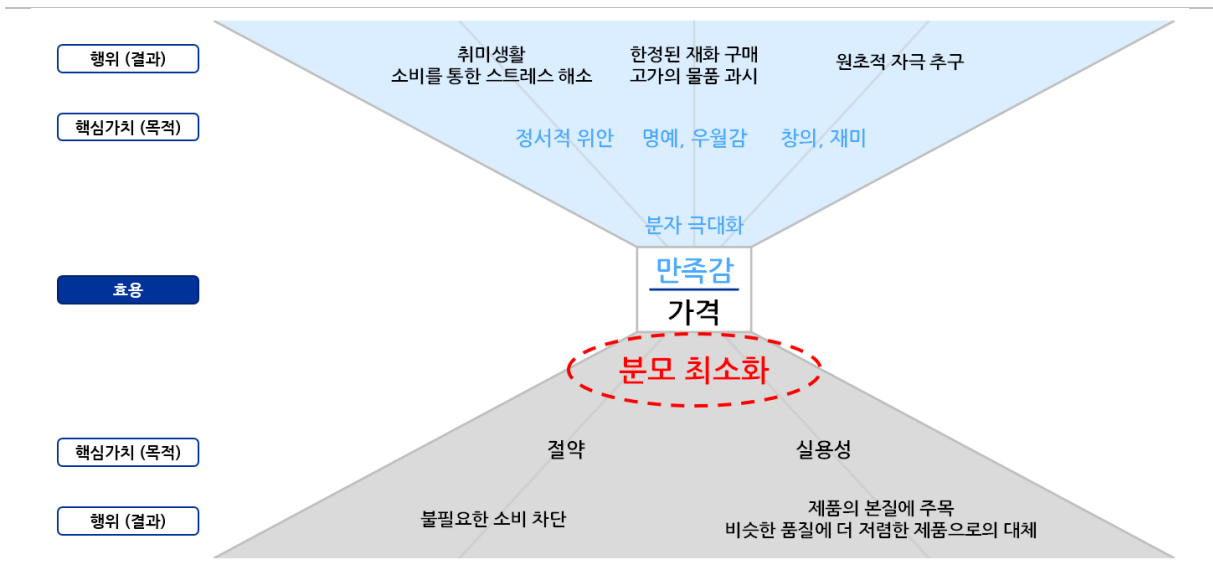 행위 (결과)
취미생활
소비를 통한 스트레스 해소
한정된 재화 구매
고가의 물품 과시
원초적 자극 추구
핵심가치 (목적)
정서적 위안
명예, 우월감
창의, 재미
분자 극대화
효용
만족감
가격
분모 최소화
핵심가치 (목적)
절약
실용성
행위 (결과)
불필요한 소비 차단
제품의 본질에 주목
비슷한 품질에 더 저렴한 제품으로의 대체